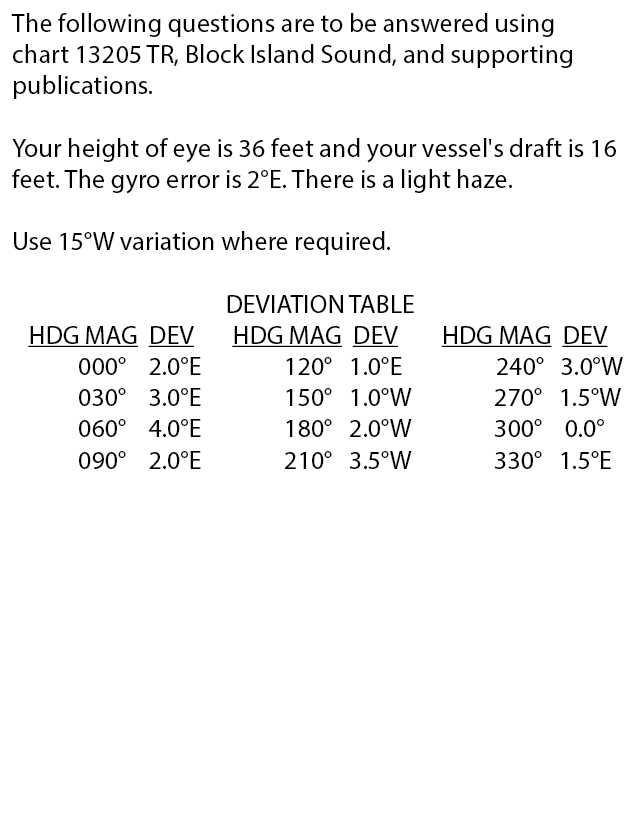 The following questions are to be answered using
chart 13205 TR, Block Island Sound, and supporting
publications.
Your height of eye is 36 feet and your vessel's draft is 16
feet. The gyro error is 2°E. There is a light haze.
Use 15°W variation where required.
DEVIATION TABLE
HDG MAG DEV HDG MAG DEV HDG MAG DEV
000° 2.0°E 120° 1.0°E 240° 3.0°W
030° 3.0°E 150° 1.0°W 270° 1.5°W
060° 4.0°E 180° 2.0°W 300° 0.0°
090° 2.0°E 210° 3.5°W 330° 1.5°E